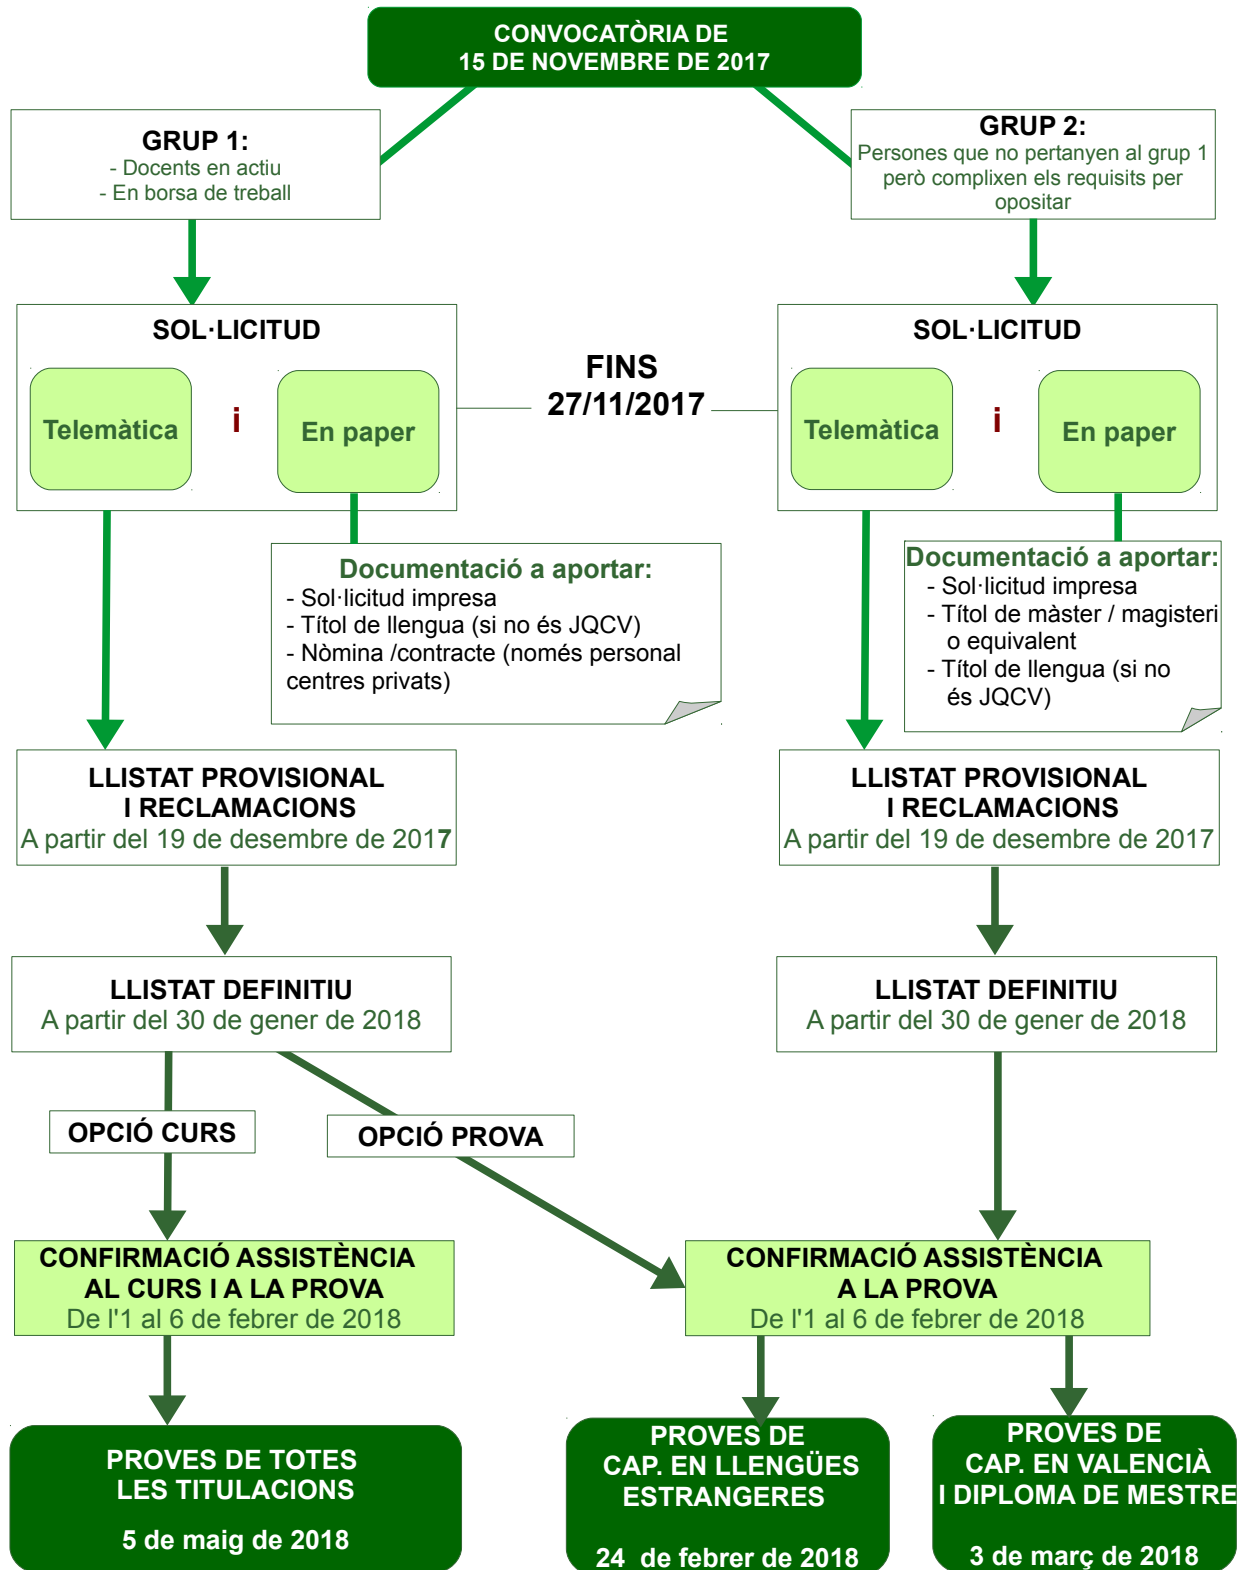 CONVOCATÒRIA DE
15 DE NOVEMBRE DE 2017
GRUP 1:
- Docents en actiu
- En borsa de treball
GRUP 2:
Persones que no pertanyen al grup 1
però complixen els requisits per
opositar
SOL·LICITUD
Telemàtica
i
En paper
FINS
27/11/2017
SOL·LICITUD
Telemàtica
i
En paper
Documentació a aportar:
- Sol·licitud impresa
- Títol de llengua (si no és JQCV)
- Nòmina /contracte (només personal
centres privats)
Documentació a aportar:
- Sol·licitud impresa
- Títol de màster / magisteri
o equivalent
- Títol de llengua (si no
és JQCV)
LLISTAT PROVISIONAL
I RECLAMACIONS
A partir del 19 de desembre de 2017
LLISTAT PROVISIONAL
I RECLAMACIONS
A partir del 19 de desembre de 2017
LLISTAT DEFINITIU
A partir del 30 de gener de 2018
LLISTAT DEFINITIU
A partir del 30 de gener de 2018
OPCIÓ CURS
OPCIÓ PROVA
CONFIRMACIÓ ASSISTÈNCIA
AL CURS I A LA PROVA
De l'1 al 6 de febrer de 2018
CONFIRMACIÓ ASSISTÈNCIA
A LA PROVA
De l'1 al 6 de febrer de 2018
PROVES DE TOTES
LES TITULACIONS
5 de maig de 2018
PROVES DE
CAP. EN LLENGÜES
ESTRANGERES
24 de febrer de 2018
PROVES DE
CAP. EN VALENCIÀ
I DIPLOMA DE MESTRE
3 de març de 2018